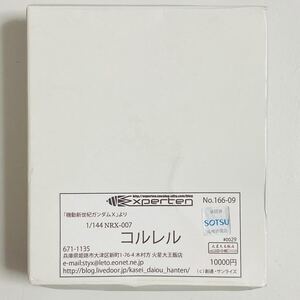 Experten
No.166-09
「機動新世紀ガンダムX」より
1/144 NRX-007
コルレル
SOTSU
#0029
671-1135
兵庫県姫路市大津区新町1-76-4 木村方 火星大王飯店
10000円
e-mail.styx@leto.eonet.ne.jp
http://blog.livedoor.jp/kasei_daiou_hanten/
(c)創通・サンライズ